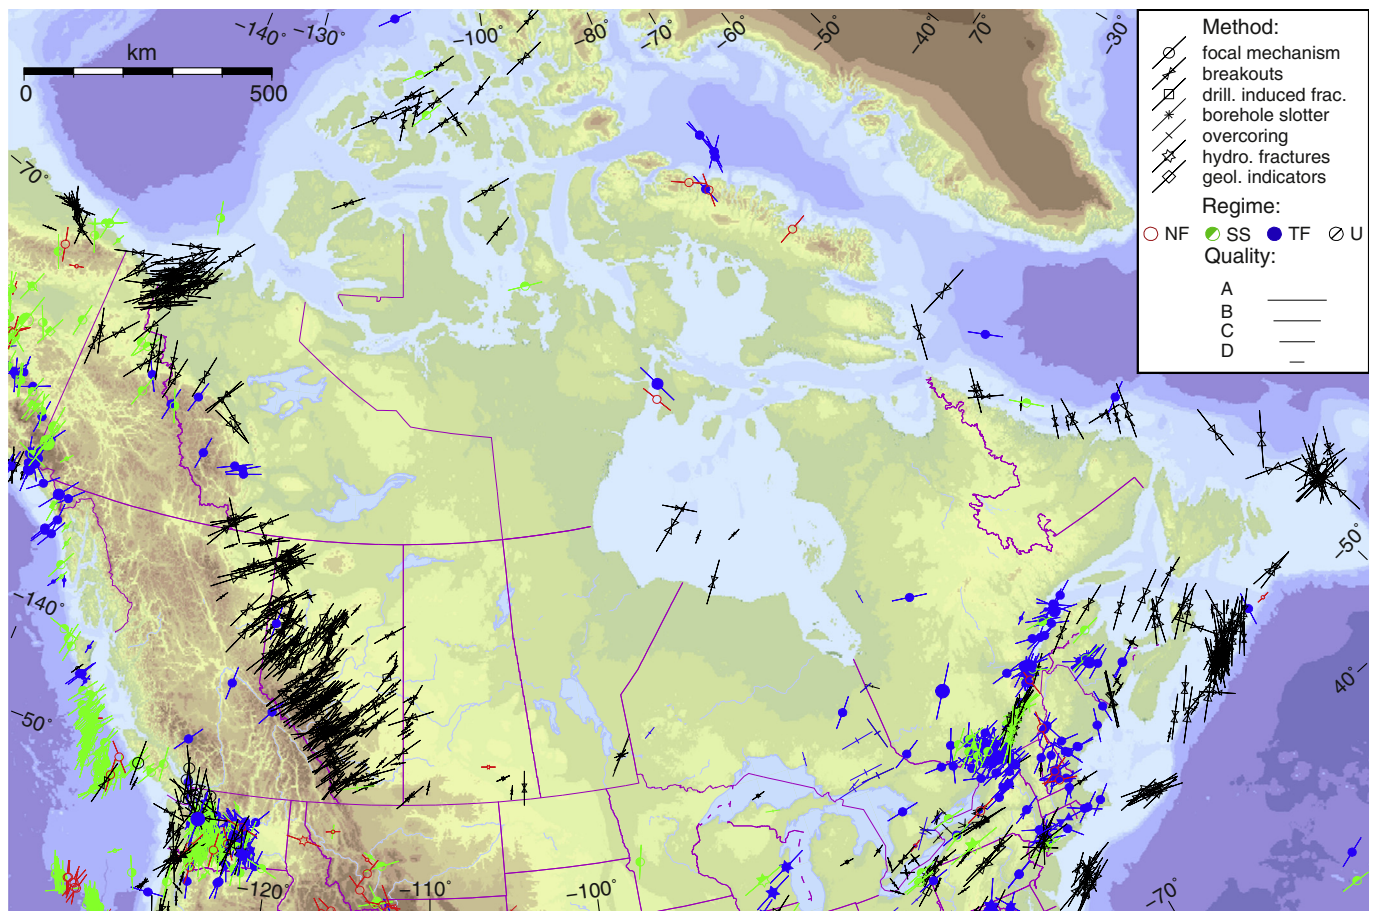 −140° −130° −100° −80° −70° −60° −50° −40° 70° −30°
km
0 500
−70°
Method:
focal mechanism
breakouts
drill. induced frac.
borehole slotter
overcoring
hydro. fractures
geol. indicators
Regime:
NF SS TF U
Quality:
A
B
C
D
−50°
−140°
40°
−50°
−120° −110° −100° −70°